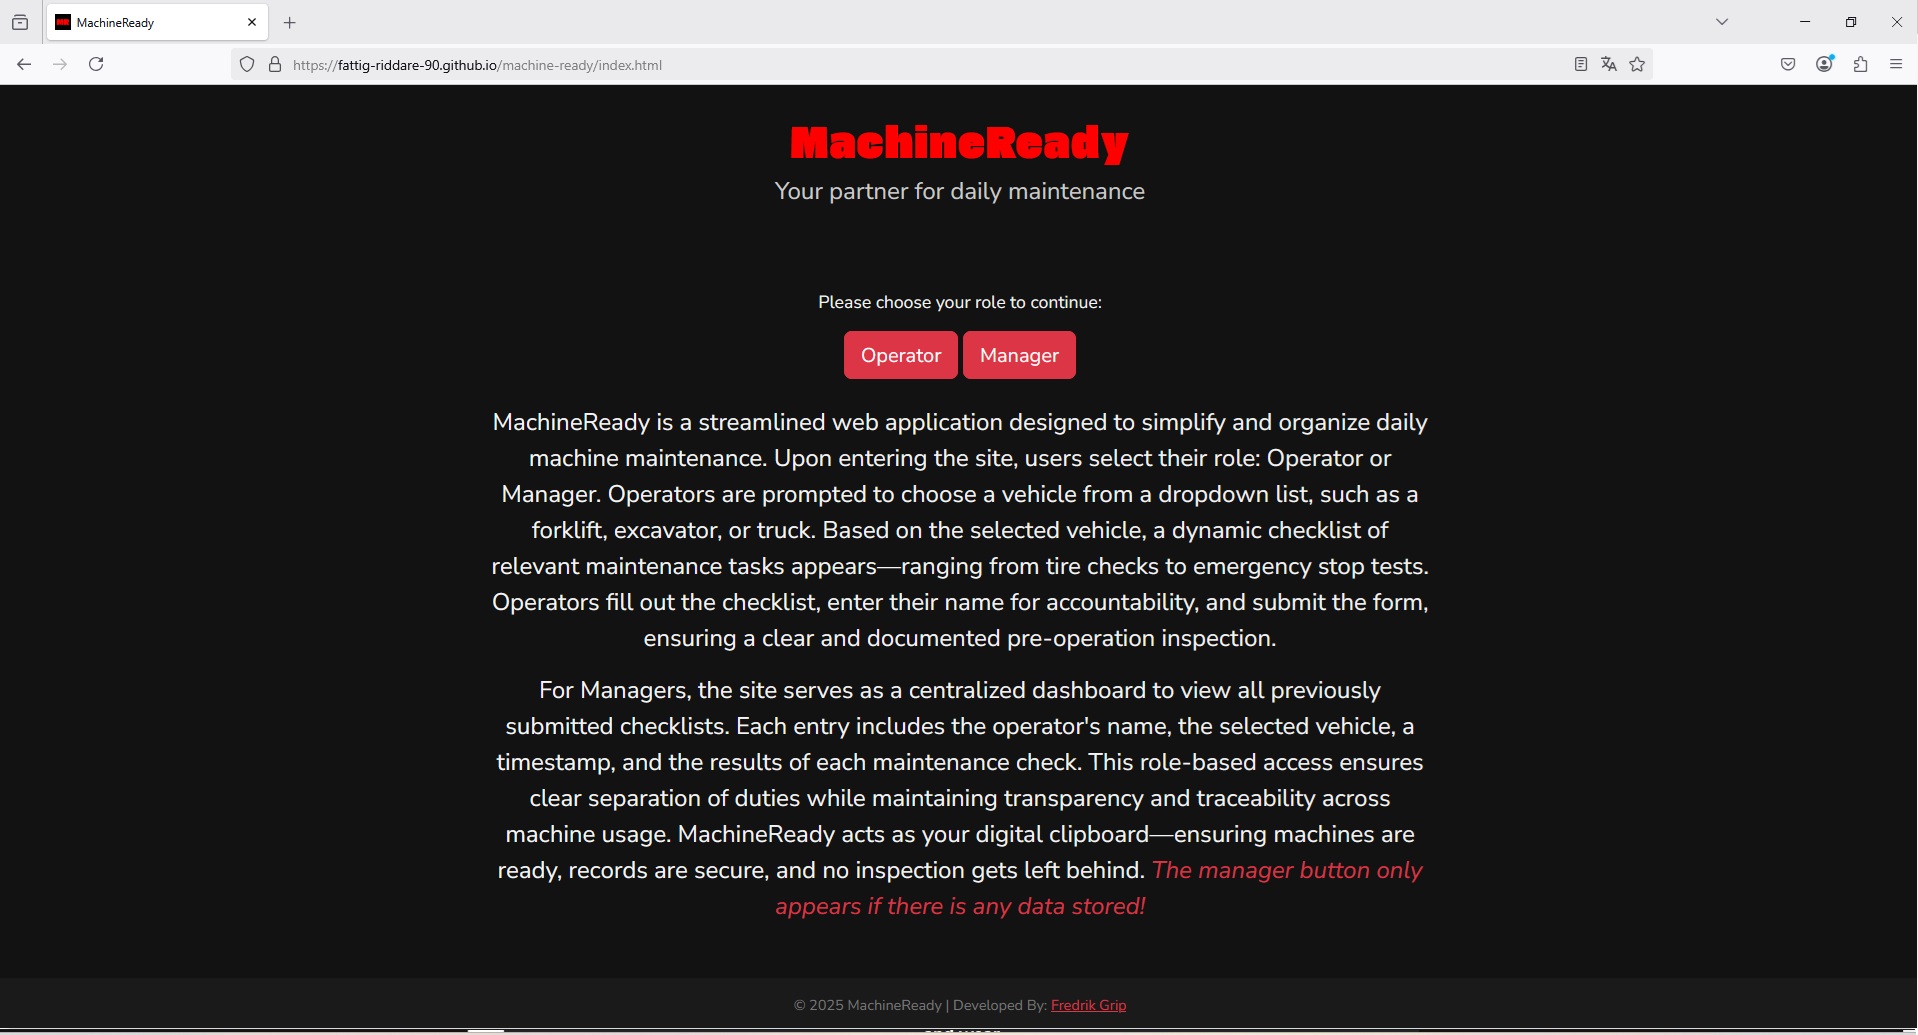 MR MachineReady
https://fattig-riddare-90.github.io/machine-ready/index.html
MachineReady
Your partner for daily maintenance
Please choose your role to continue:
Operator Manager
MachineReady is a streamlined web application designed to simplify and organize daily
machine maintenance. Upon entering the site, users select their role: Operator or
Manager. Operators are prompted to choose a vehicle from a dropdown list, such as a
forklift, excavator, or truck. Based on the selected vehicle, a dynamic checklist of
relevant maintenance tasks appears—ranging from tire checks to emergency stop tests.
Operators fill out the checklist, enter their name for accountability, and submit the form,
ensuring a clear and documented pre-operation inspection.
For Managers, the site serves as a centralized dashboard to view all previously
submitted checklists. Each entry includes the operator's name, the selected vehicle, a
timestamp, and the results of each maintenance check. This role-based access ensures
clear separation of duties while maintaining transparency and traceability across
machine usage. MachineReady acts as your digital clipboard—ensuring machines are
ready, records are secure, and no inspection gets left behind. The manager button only
appears if there is any data stored!
© 2025 MachineReady | Developed By: Fredrik Grip